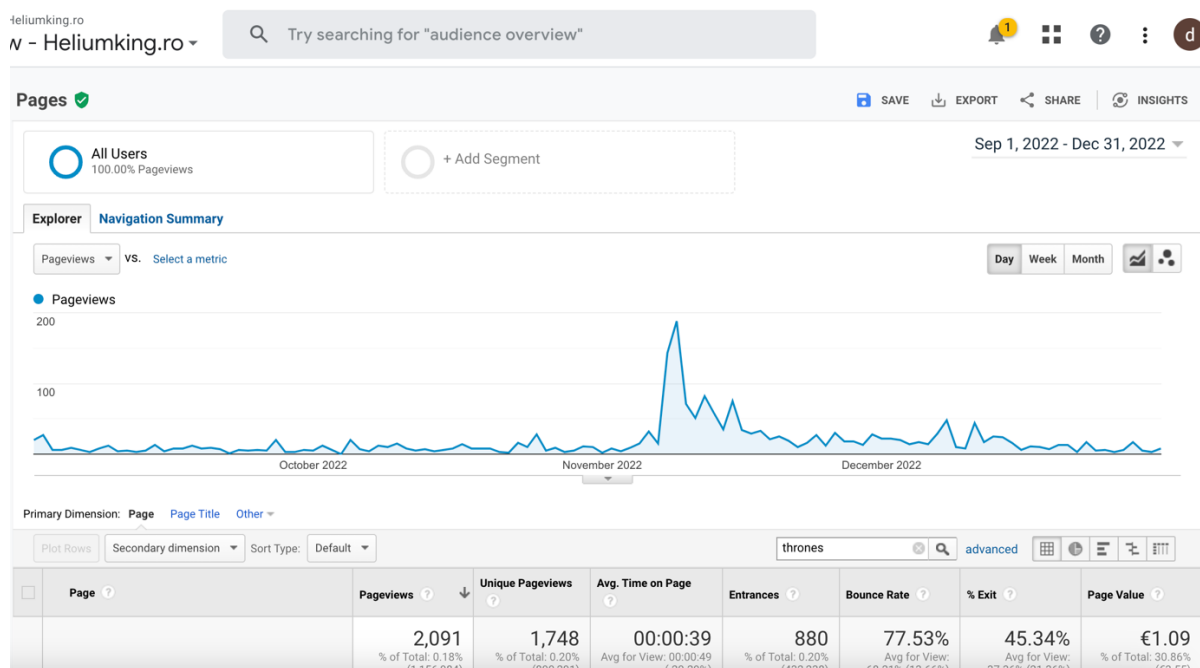 Heliumking.ro
w - Heliumking.ro
Try searching for "audience overview"
1
d
Pages
SAVE
EXPORT
SHARE
INSIGHTS
All Users
100.00% Pageviews
+ Add Segment
Sep 1, 2022 - Dec 31, 2022
Explorer
Navigation Summary
Pageviews
VS.
Select a metric
Day
Week
Month
Pageviews
200
100
October 2022
November 2022
December 2022
Primary Dimension:
Page
Page Title
Other
Plot Rows
Secondary dimension
Sort Type:
Default
thrones
advanced
Page
Pageviews
Unique Pageviews
Avg. Time on Page
Entrances
Bounce Rate
% Exit
Page Value
2,091
% of Total: 0.18%
1,748
% of Total: 0.20%
00:00:39
Avg for View: 00:00:49
880
% of Total: 0.20%
77.53%
Avg for View:
45.34%
Avg for View:
€1.09
% of Total: 30.86%